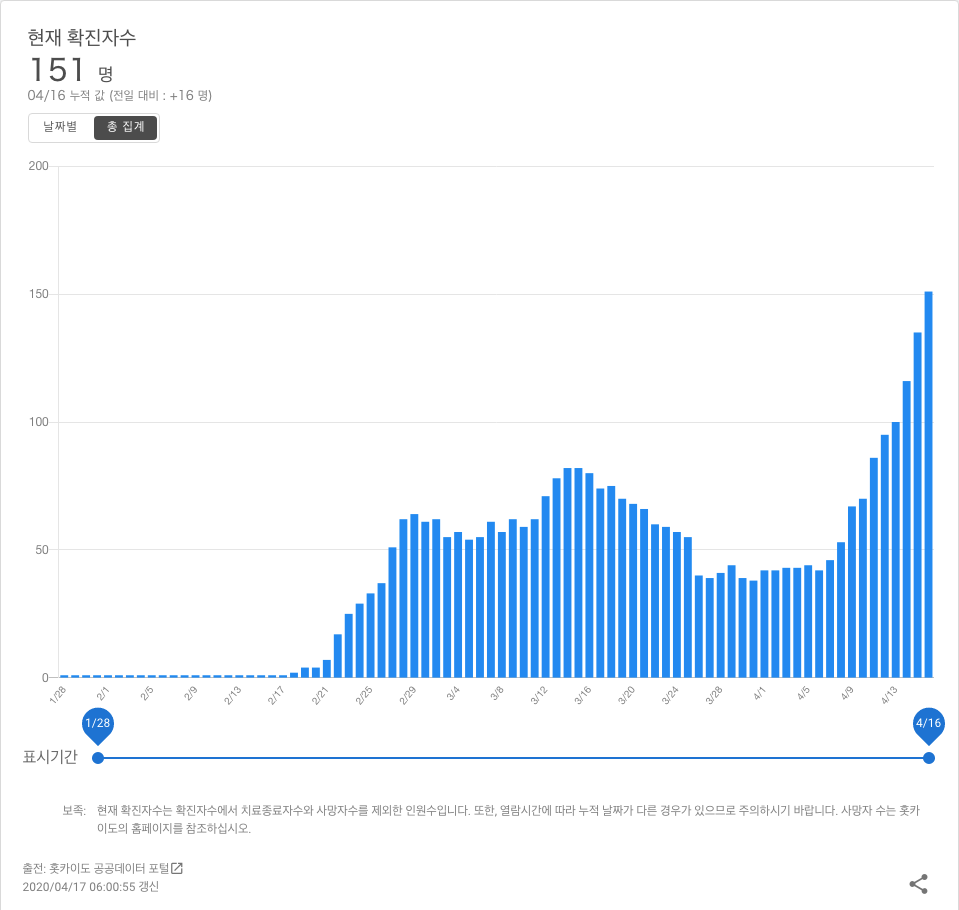 현재 확진자수
151 명
04/16 누적 값 (전일 대비 : +16 명)
날짜별 총 집계
200
150
100
50
0
1/28 2/1 2/5 2/9 2/13 2/17 2/21 2/25 2/29 3/4 3/8 3/12 3/16 3/20 3/24 3/28 4/1 4/5 4/9 4/13
1/28 4/16
표시기간
보족: 현재 확진자수는 확진자수에서 치료종료자수와 사망자수를 제외한 인원수입니다. 또한, 열람시간에 따라 누적 날짜가 다른 경우가 있으므로 주의하시기 바랍니다. 사망자 수는 홋카
이도의 홈페이지를 참조하십시오.
출전: 홋카이도 공공데이터 포털
2020/04/17 06:00:55 갱신